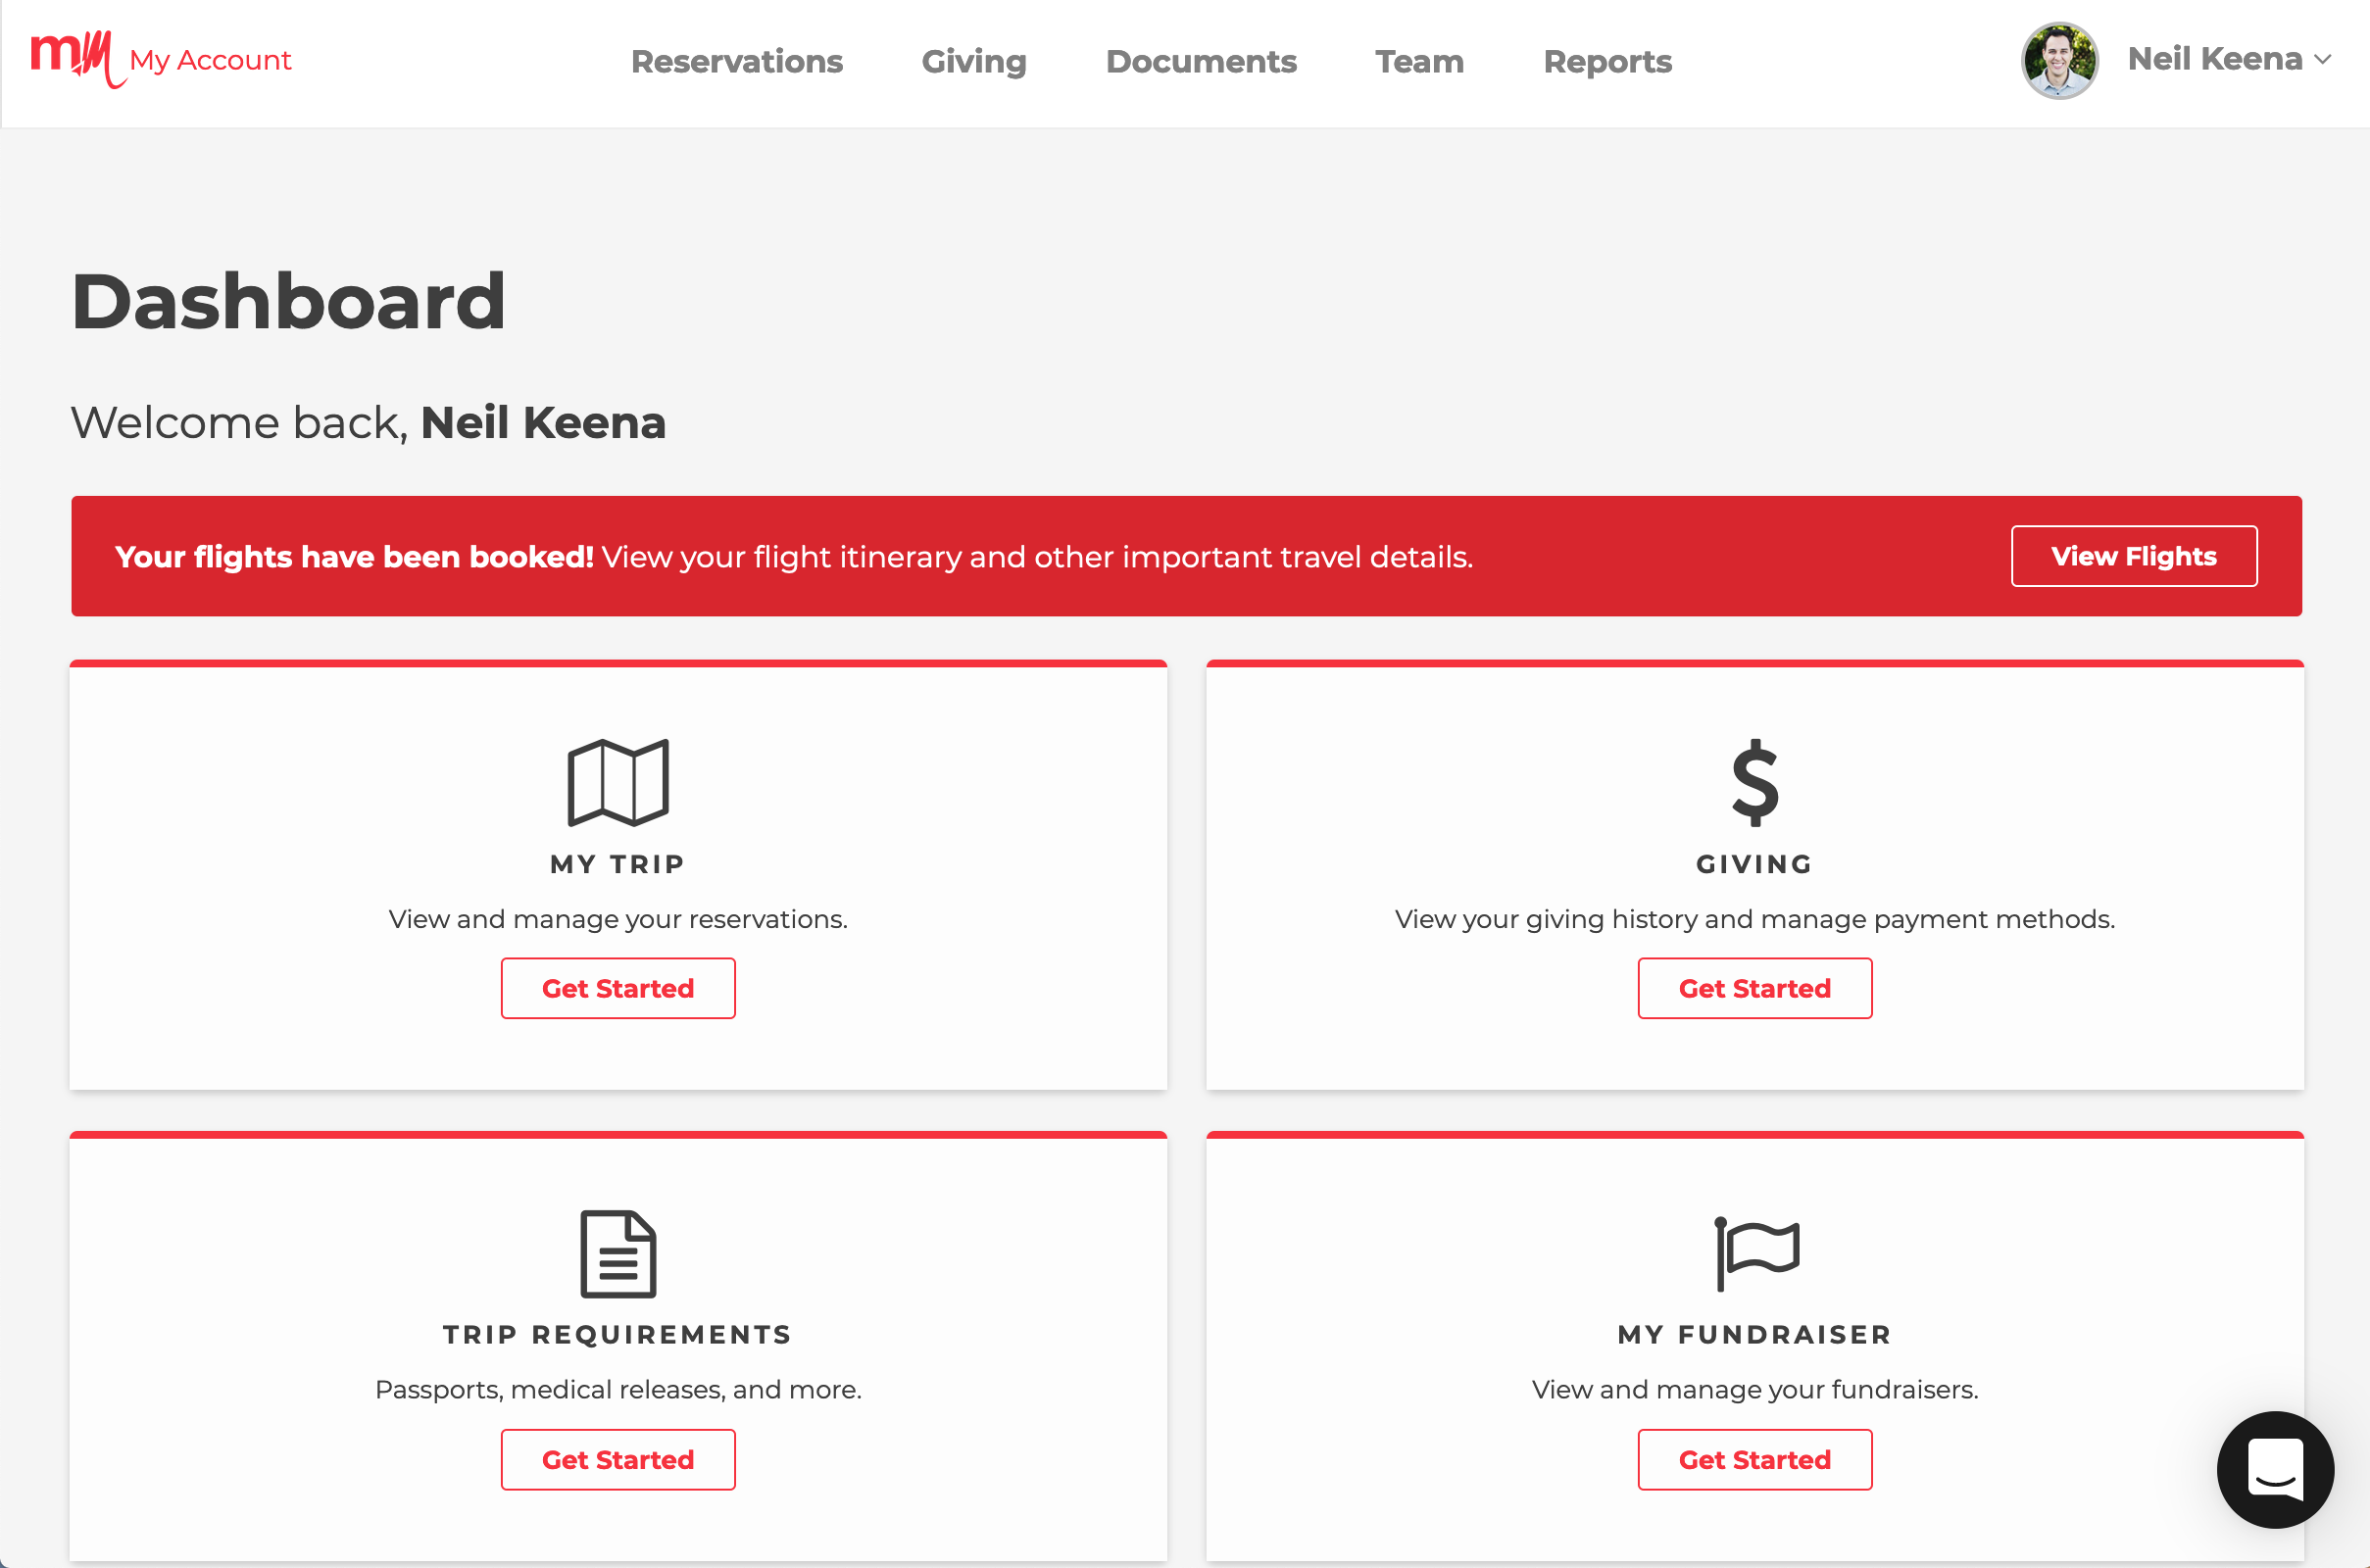 mM My Account
Reservations
Giving
Documents
Team
Reports
Neil Keena
Dashboard
Welcome back, Neil Keena
Your flights have been booked! View your flight itinerary and other important travel details.
View Flights
MY TRIP
View and manage your reservations.
Get Started
GIVING
View your giving history and manage payment methods.
Get Started
TRIP REQUIREMENTS
Passports, medical releases, and more.
Get Started
MY FUNDRAISER
View and manage your fundraisers.
Get Started